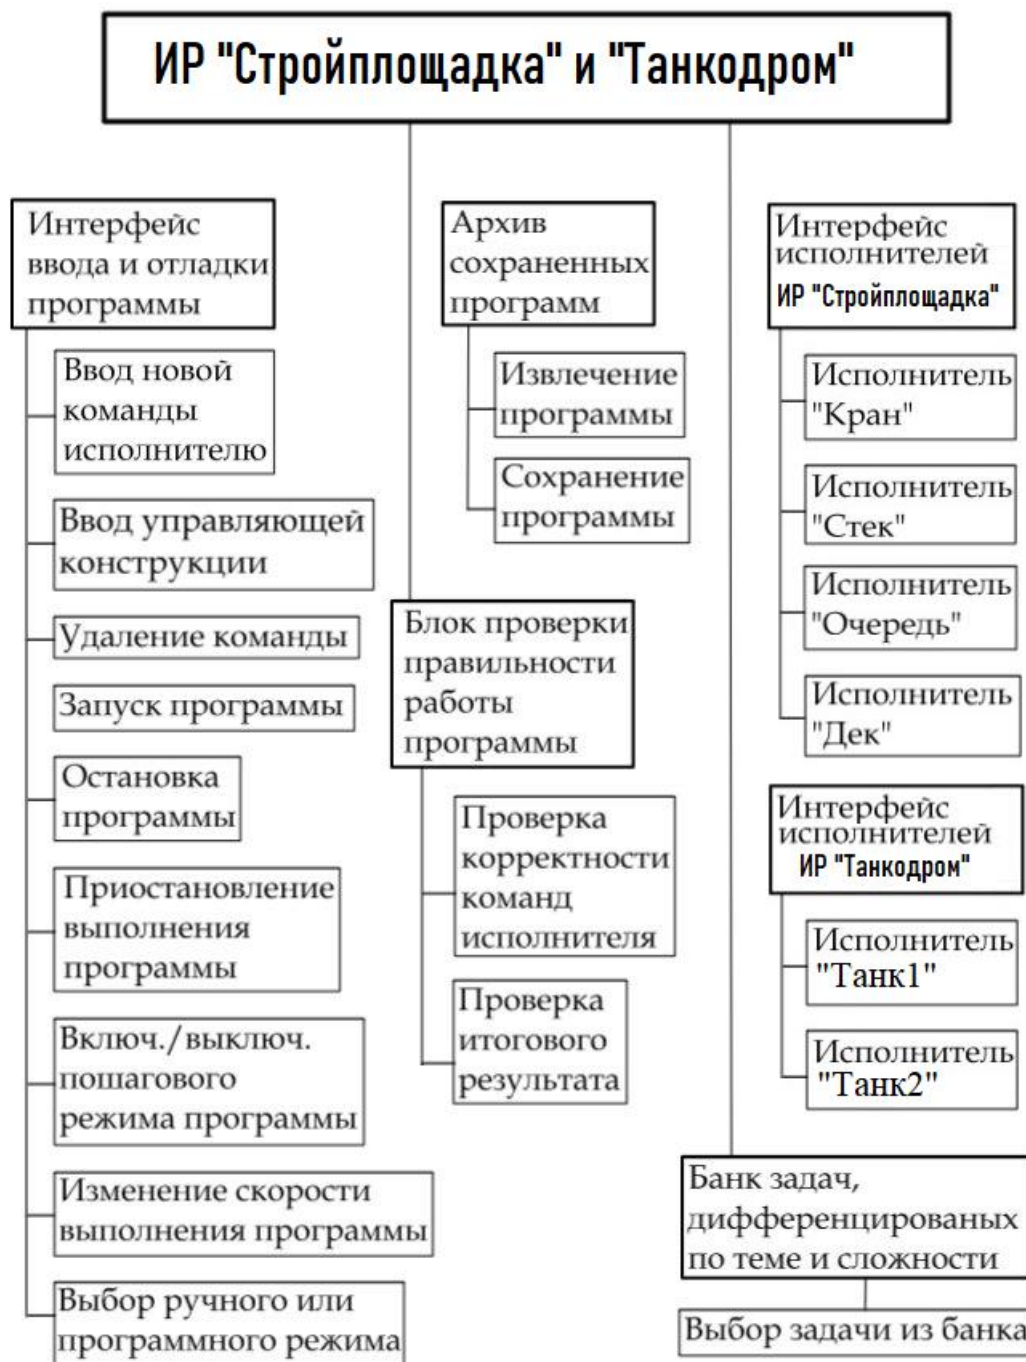 ИР "Стройплощадка" и "Танкодром"
Интерфейс
ввода и отладки
программы
Ввод новой
команды
исполнителю
Ввод управляющей
конструкции
Удаление команды
Запуск программы
Остановка
программы
Приостановление
выполнения
программы
Включ./выключ.
пошагового
режима программы
Изменение скорости
выполнения программы
Выбор ручного или
программного режима
Архив
сохраненных
программ
Извлечение
программы
Сохранение
программы
Блок проверки
правильности
работы
программы
Проверка
корректности
команд
исполнителя
Проверка
итогового
результата
Интерфейс
исполнителей
ИР "Стройплощадка"
Исполнитель
"Кран"
Исполнитель
"Стек"
Исполнитель
"Очередь"
Исполнитель
"Дек"
Интерфейс
исполнителей
ИР "Танкодром"
Исполнитель
"Танк1"
Исполнитель
"Танк2"
Банк задач,
дифференцированых
по теме и сложности
Выбор задачи из банка